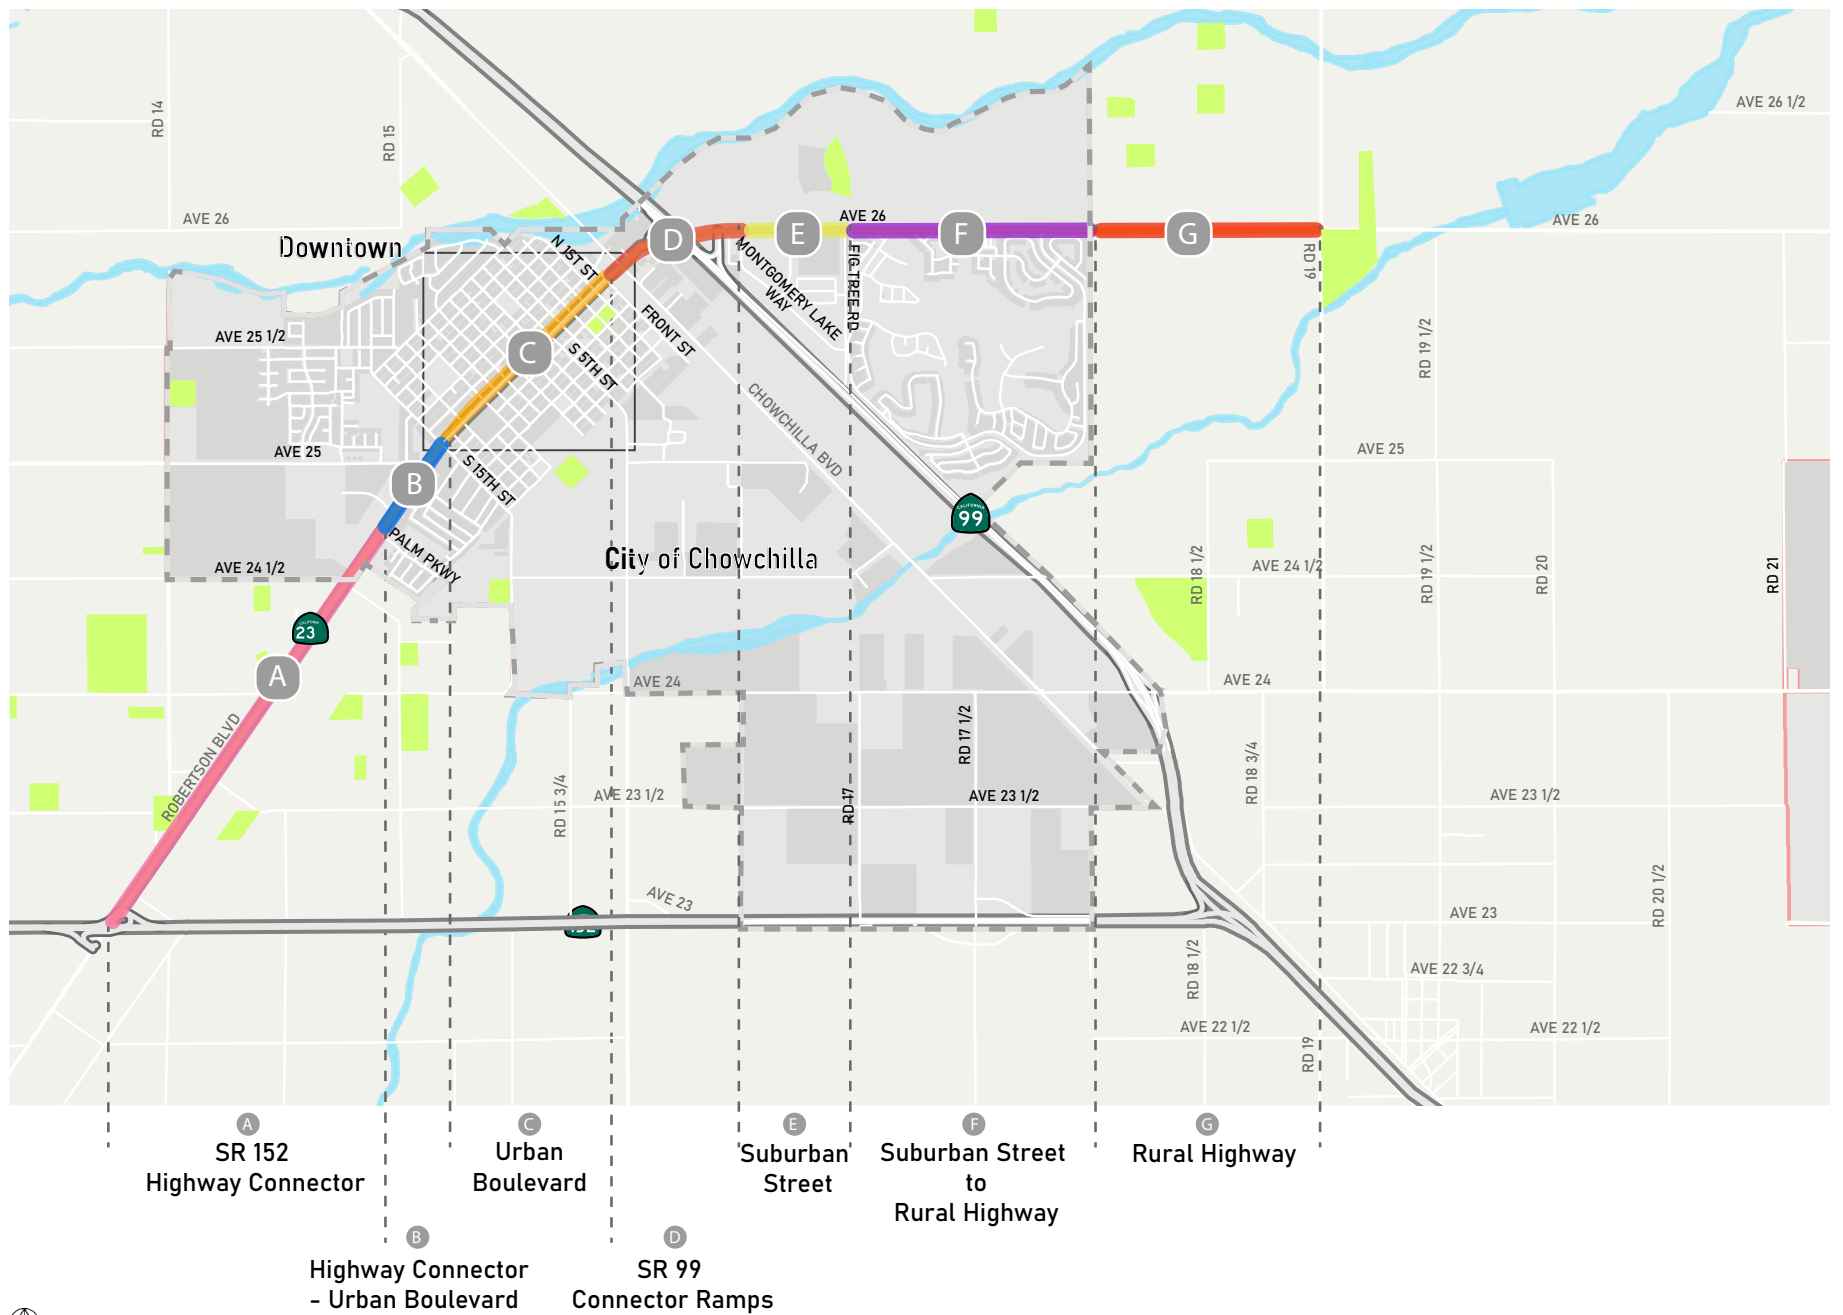 AVE 26 1/2
RD 14
RD 15
AVE 26
AVE 26
AVE 26
Downtown
N 1ST ST
D
E
F
G
MONTGOMERY LAKE
WAY
FIG TREE RD
RD 19
AVE 25 1/2
FRONT ST
C
S 5TH ST
RD 19 1/2
CHOWCHILLA BVD
AVE 25
AVE 25
S 15TH ST
B
CALIFORNIA
99
PALM PKWY
City of Chowchilla
AVE 24 1/2
AVE 24 1/2
RD 18 1/2
RD 19 1/2
RD 20
RD 21
CALIFORNIA
23
A
AVE 24
AVE 24
ROBERTSON BLVD
RD 17 1/2
RD 18 3/4
RD 15 3/4
AVE 23 1/2
RD 17
AVE 23 1/2
AVE 23 1/2
AVE 23
AVE 23
RD 20 1/2
152
RD 18 1/2
AVE 22 3/4
AVE 22 1/2
AVE 22 1/2
RD 19
A
SR 152
Highway Connector
C
Urban
Boulevard
E
Suburban
Street
F
Suburban Street
to
Rural Highway
G
Rural Highway
B
Highway Connector
- Urban Boulevard
D
SR 99
Connector Ramps